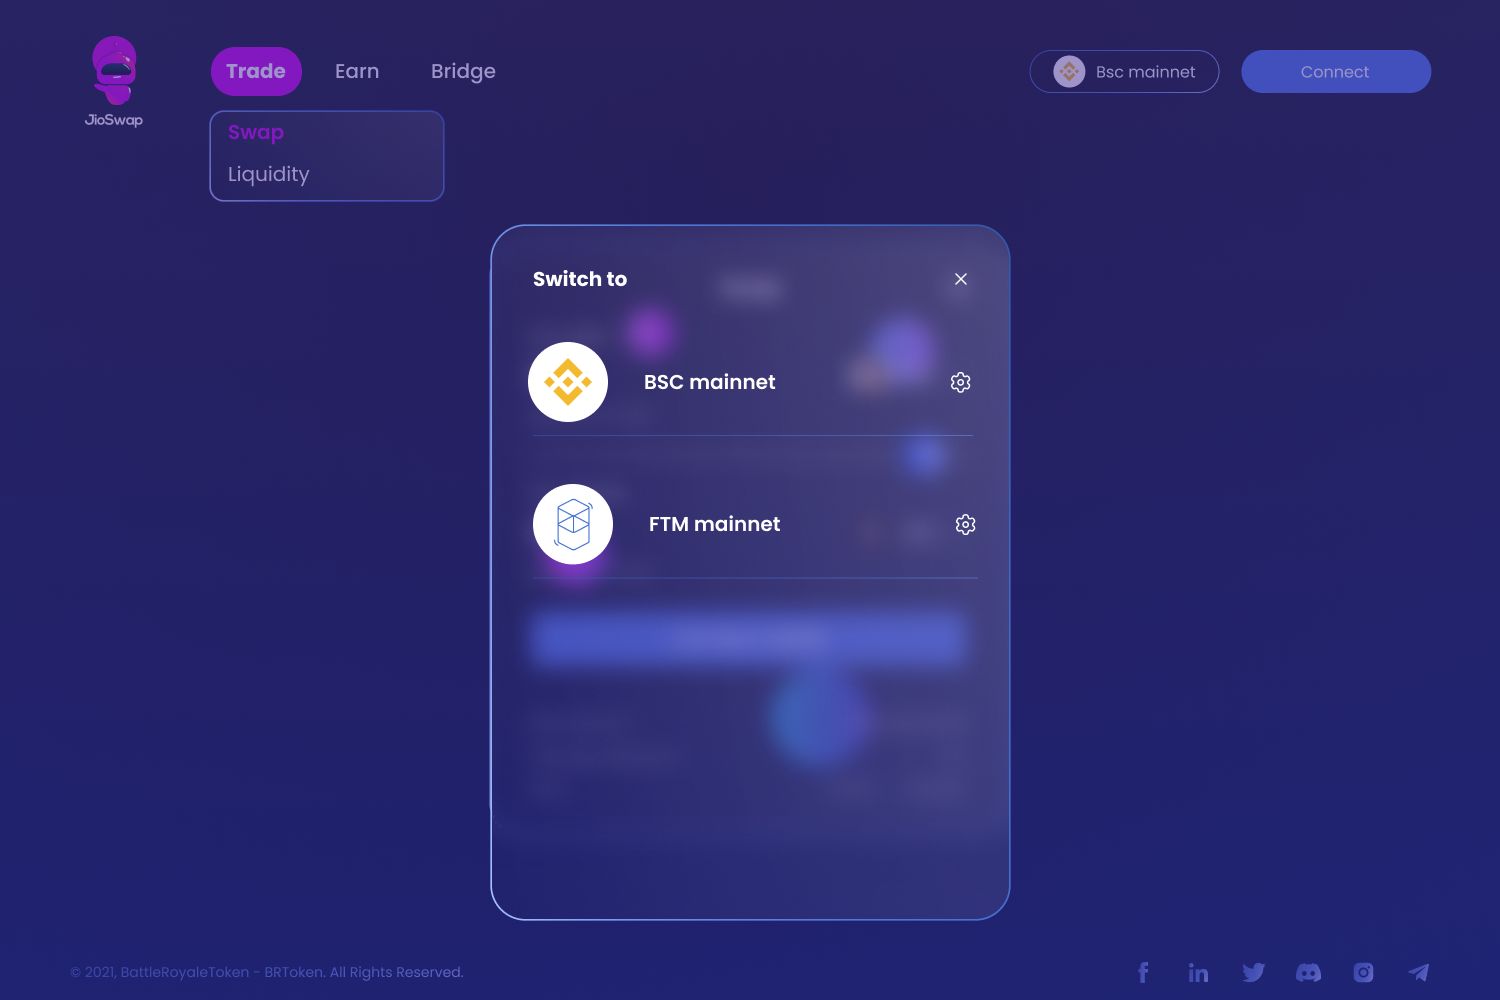 JioSwap
Trade
Earn
Bridge
Bsc mainnet
Connect
Swap
Liquidity
Switch to
BSC mainnet
FTM mainnet
© 2021, BattleRoyaleToken - BRToken. All Rights Reserved.